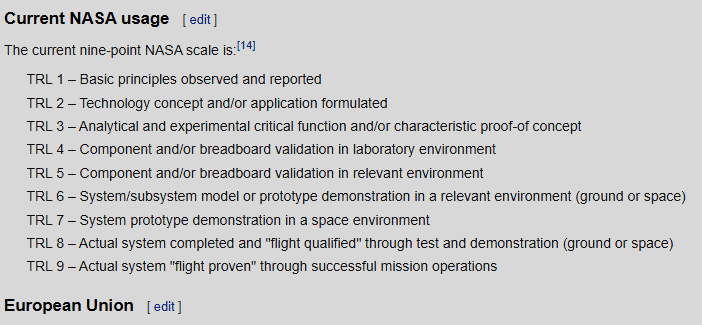 Current NASA usage [ edit ]
The current nine-point NASA scale is:[14]
TRL 1 – Basic principles observed and reported
TRL 2 – Technology concept and/or application formulated
TRL 3 – Analytical and experimental critical function and/or characteristic proof-of concept
TRL 4 – Component and/or breadboard validation in laboratory environment
TRL 5 – Component and/or breadboard validation in relevant environment
TRL 6 – System/subsystem model or prototype demonstration in a relevant environment (ground or space)
TRL 7 – System prototype demonstration in a space environment
TRL 8 – Actual system completed and "flight qualified" through test and demonstration (ground or space)
TRL 9 – Actual system "flight proven" through successful mission operations
European Union [ edit ]